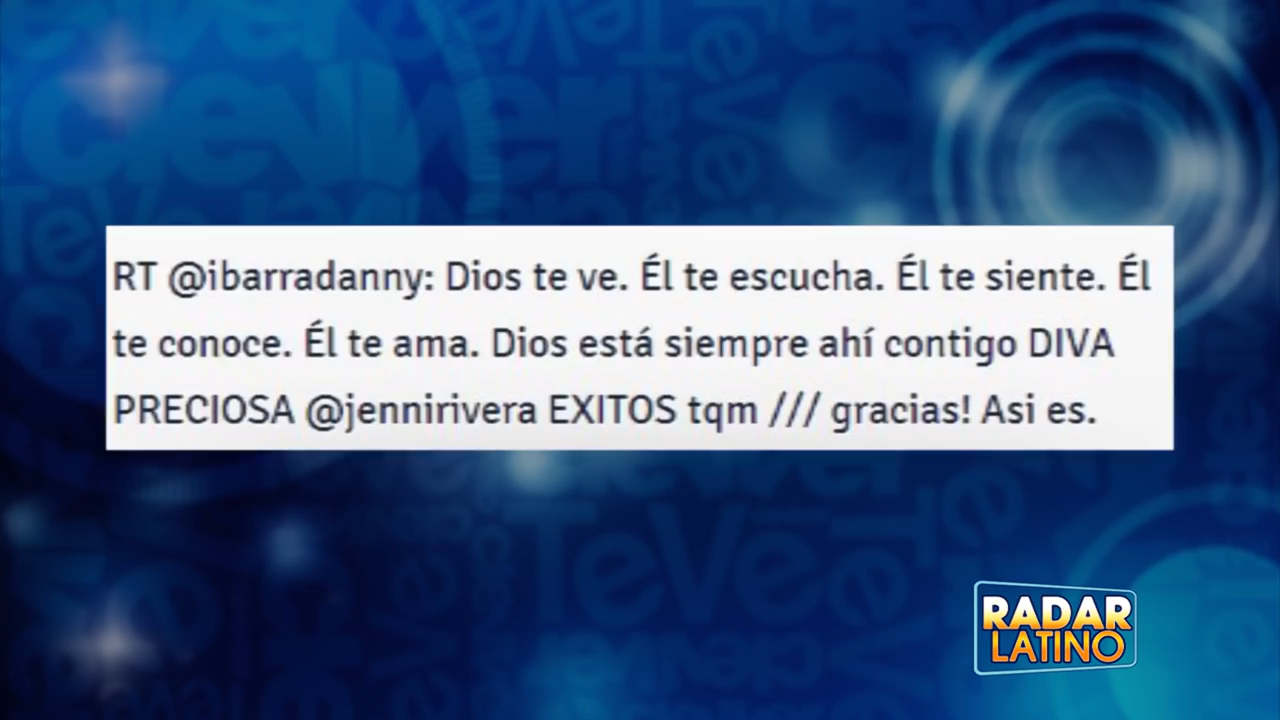 RT @ibarradanny: Dios te ve. Él te escucha. Él te siente. Él
te conoce. Él te ama. Dios está siempre ahí contigo DIVA
PRECIOSA @jennirivera EXITOS tqm /// gracias! Asi es.
RADAR
LATINO